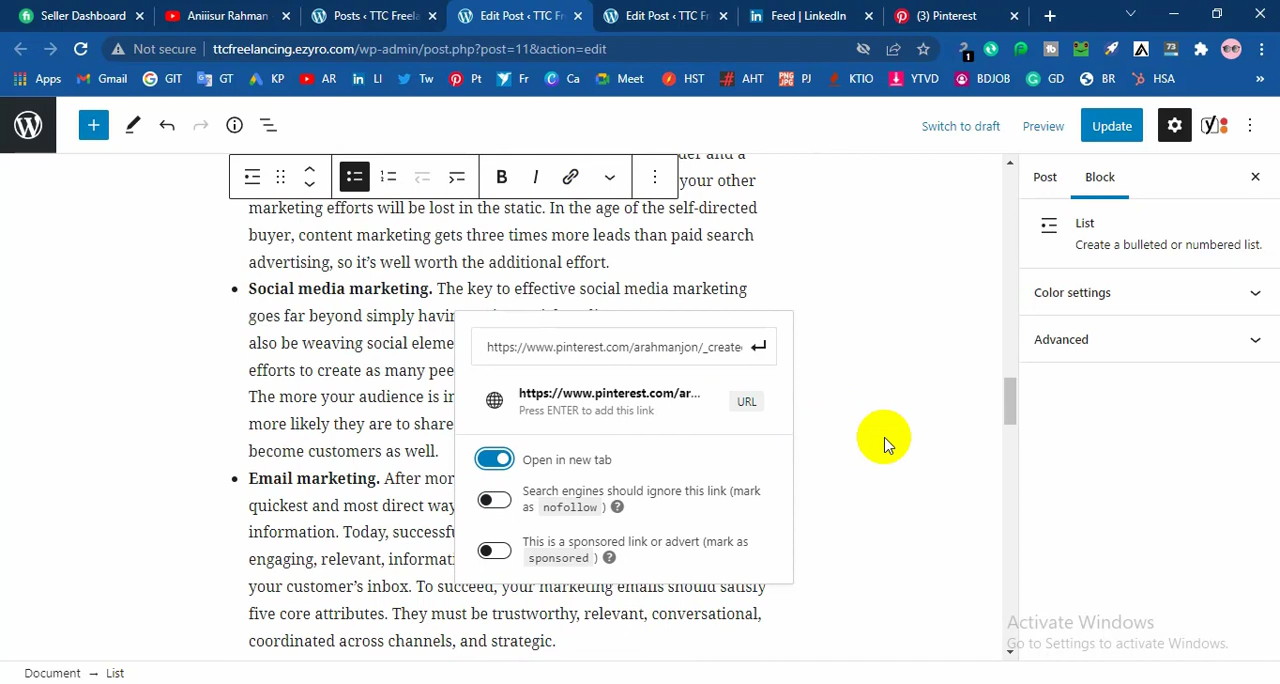 Seller Dashboard
Aniiisur Rahman
Posts ‹ TTC Freel
Edit Post ‹ TTC F
Edit Post ‹ TTC F
Feed | LinkedIn
(3) Pinterest
Not secure
ttcfreelancing.ezyro.com/wp-admin/post.php?post=11&action=edit
1
73
Apps
Gmail
GIT
GT
KP
AR
LI
Tw
Pt
Fr
Ca
Meet
HST
AHT
PJ
KTIO
YTVD
BDJOB
GD
BR
HSA
»
Switch to draft
Preview
Update
B
I
der and a
your other
marketing efforts will be lost in the static. In the age of the self-directed
buyer, content marketing gets three times more leads than paid search
advertising, so it's well worth the additional effort.
Social media marketing. The key to effective social media marketing
goes far beyond simply havin
also be weaving social eleme
efforts to create as many pee
The more your audience is in
more likely they are to share
become customers as well.
Email marketing. After mor
quickest and most direct way
information. Today, successfu
engaging, relevant, informati
your customer's inbox. To succeed, your marketing emails should satisfy
five core attributes. They must be trustworthy, relevant, conversational,
coordinated across channels, and strategic.
https://www.pinterest.com/arahmanjon/_create
https://www.pinterest.com/ar...
Press ENTER to add this link
URL
Open in new tab
Search engines should ignore this link (mark
as nofollow )
This is a sponsored link or advert (mark as
sponsored )
Post
Block
List
Create a bulleted or numbered list.
Color settings
Advanced
Activate Windows
Go to Settings to activate Windows.
Document → List